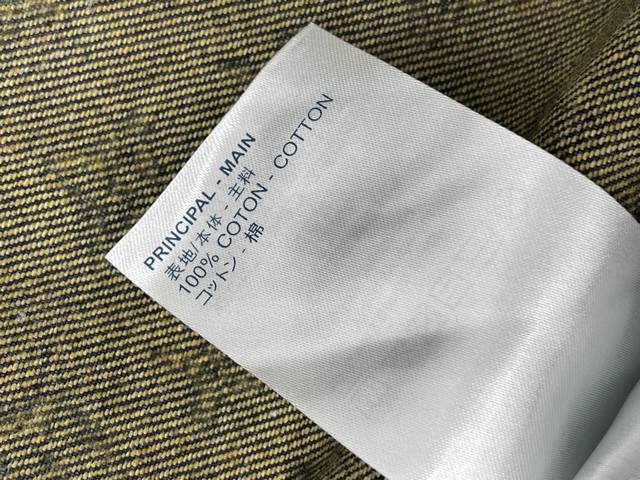 PRINCIPAL - MAIN
表地/本体 - 主料
100% COTON - COTTON
コットン - 棉